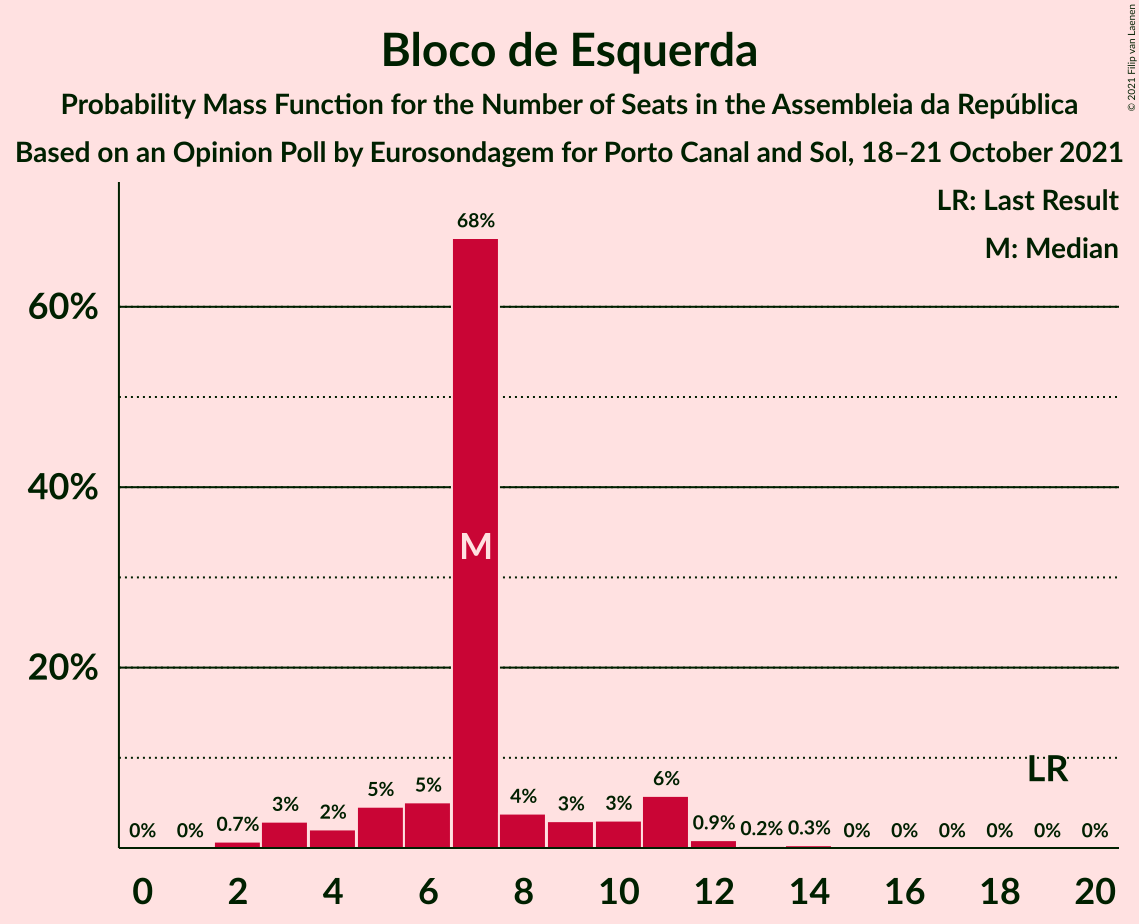 Bloco de Esquerda
Probability Mass Function for the Number of Seats in the Assembleia da República
Based on an Opinion Poll by Eurosondagem for Porto Canal and Sol, 18–21 October 2021
© 2021 Filip van Laenen
LR: Last Result
M: Median
68%
60%
40%
M
20%
LR
0% 0% 0.7% 3% 2% 5% 5% 4% 3% 3% 6% 0.9% 0.2% 0.3% 0% 0% 0% 0% 0% 0%
0 2 4 6 8 10 12 14 16 18 20